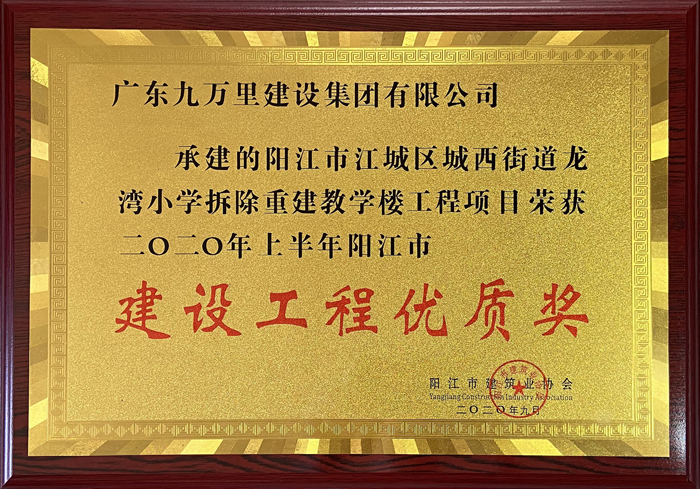 广东九万里建设集团有限公司
承建的阳江市江城区城西街道龙
湾小学拆除重建教学楼工程项目荣获
二〇二〇年上半年阳江市
建设工程优质奖
阳江市建筑业协会
Yangjiang Construction Industry Association
二〇二〇年九月